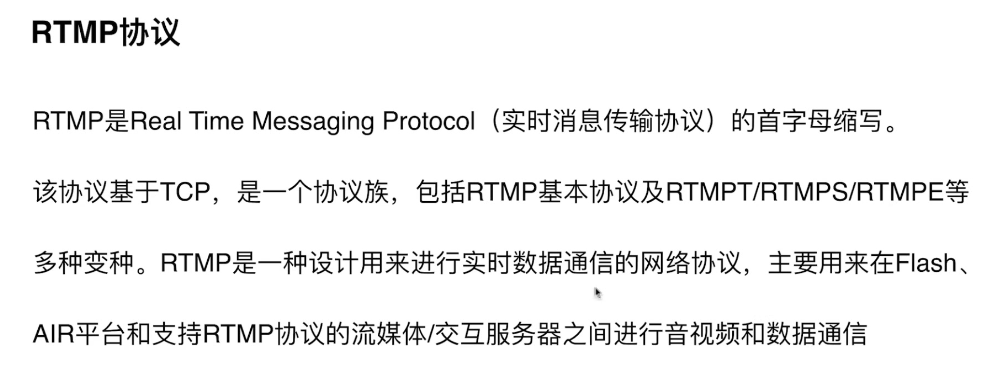 RTMP协议
RTMP是Real Time Messaging Protocol（实时消息传输协议）的首字母缩写。
该协议基于TCP，是一个协议族，包括RTMP基本协议及RTMPT/RTMPS/RTMPE等
多种变种。RTMP是一种设计用来进行实时数据通信的网络协议，主要用来在Flash、
AIR平台和支持RTMP协议的流媒体/交互服务器之间进行音视频和数据通信